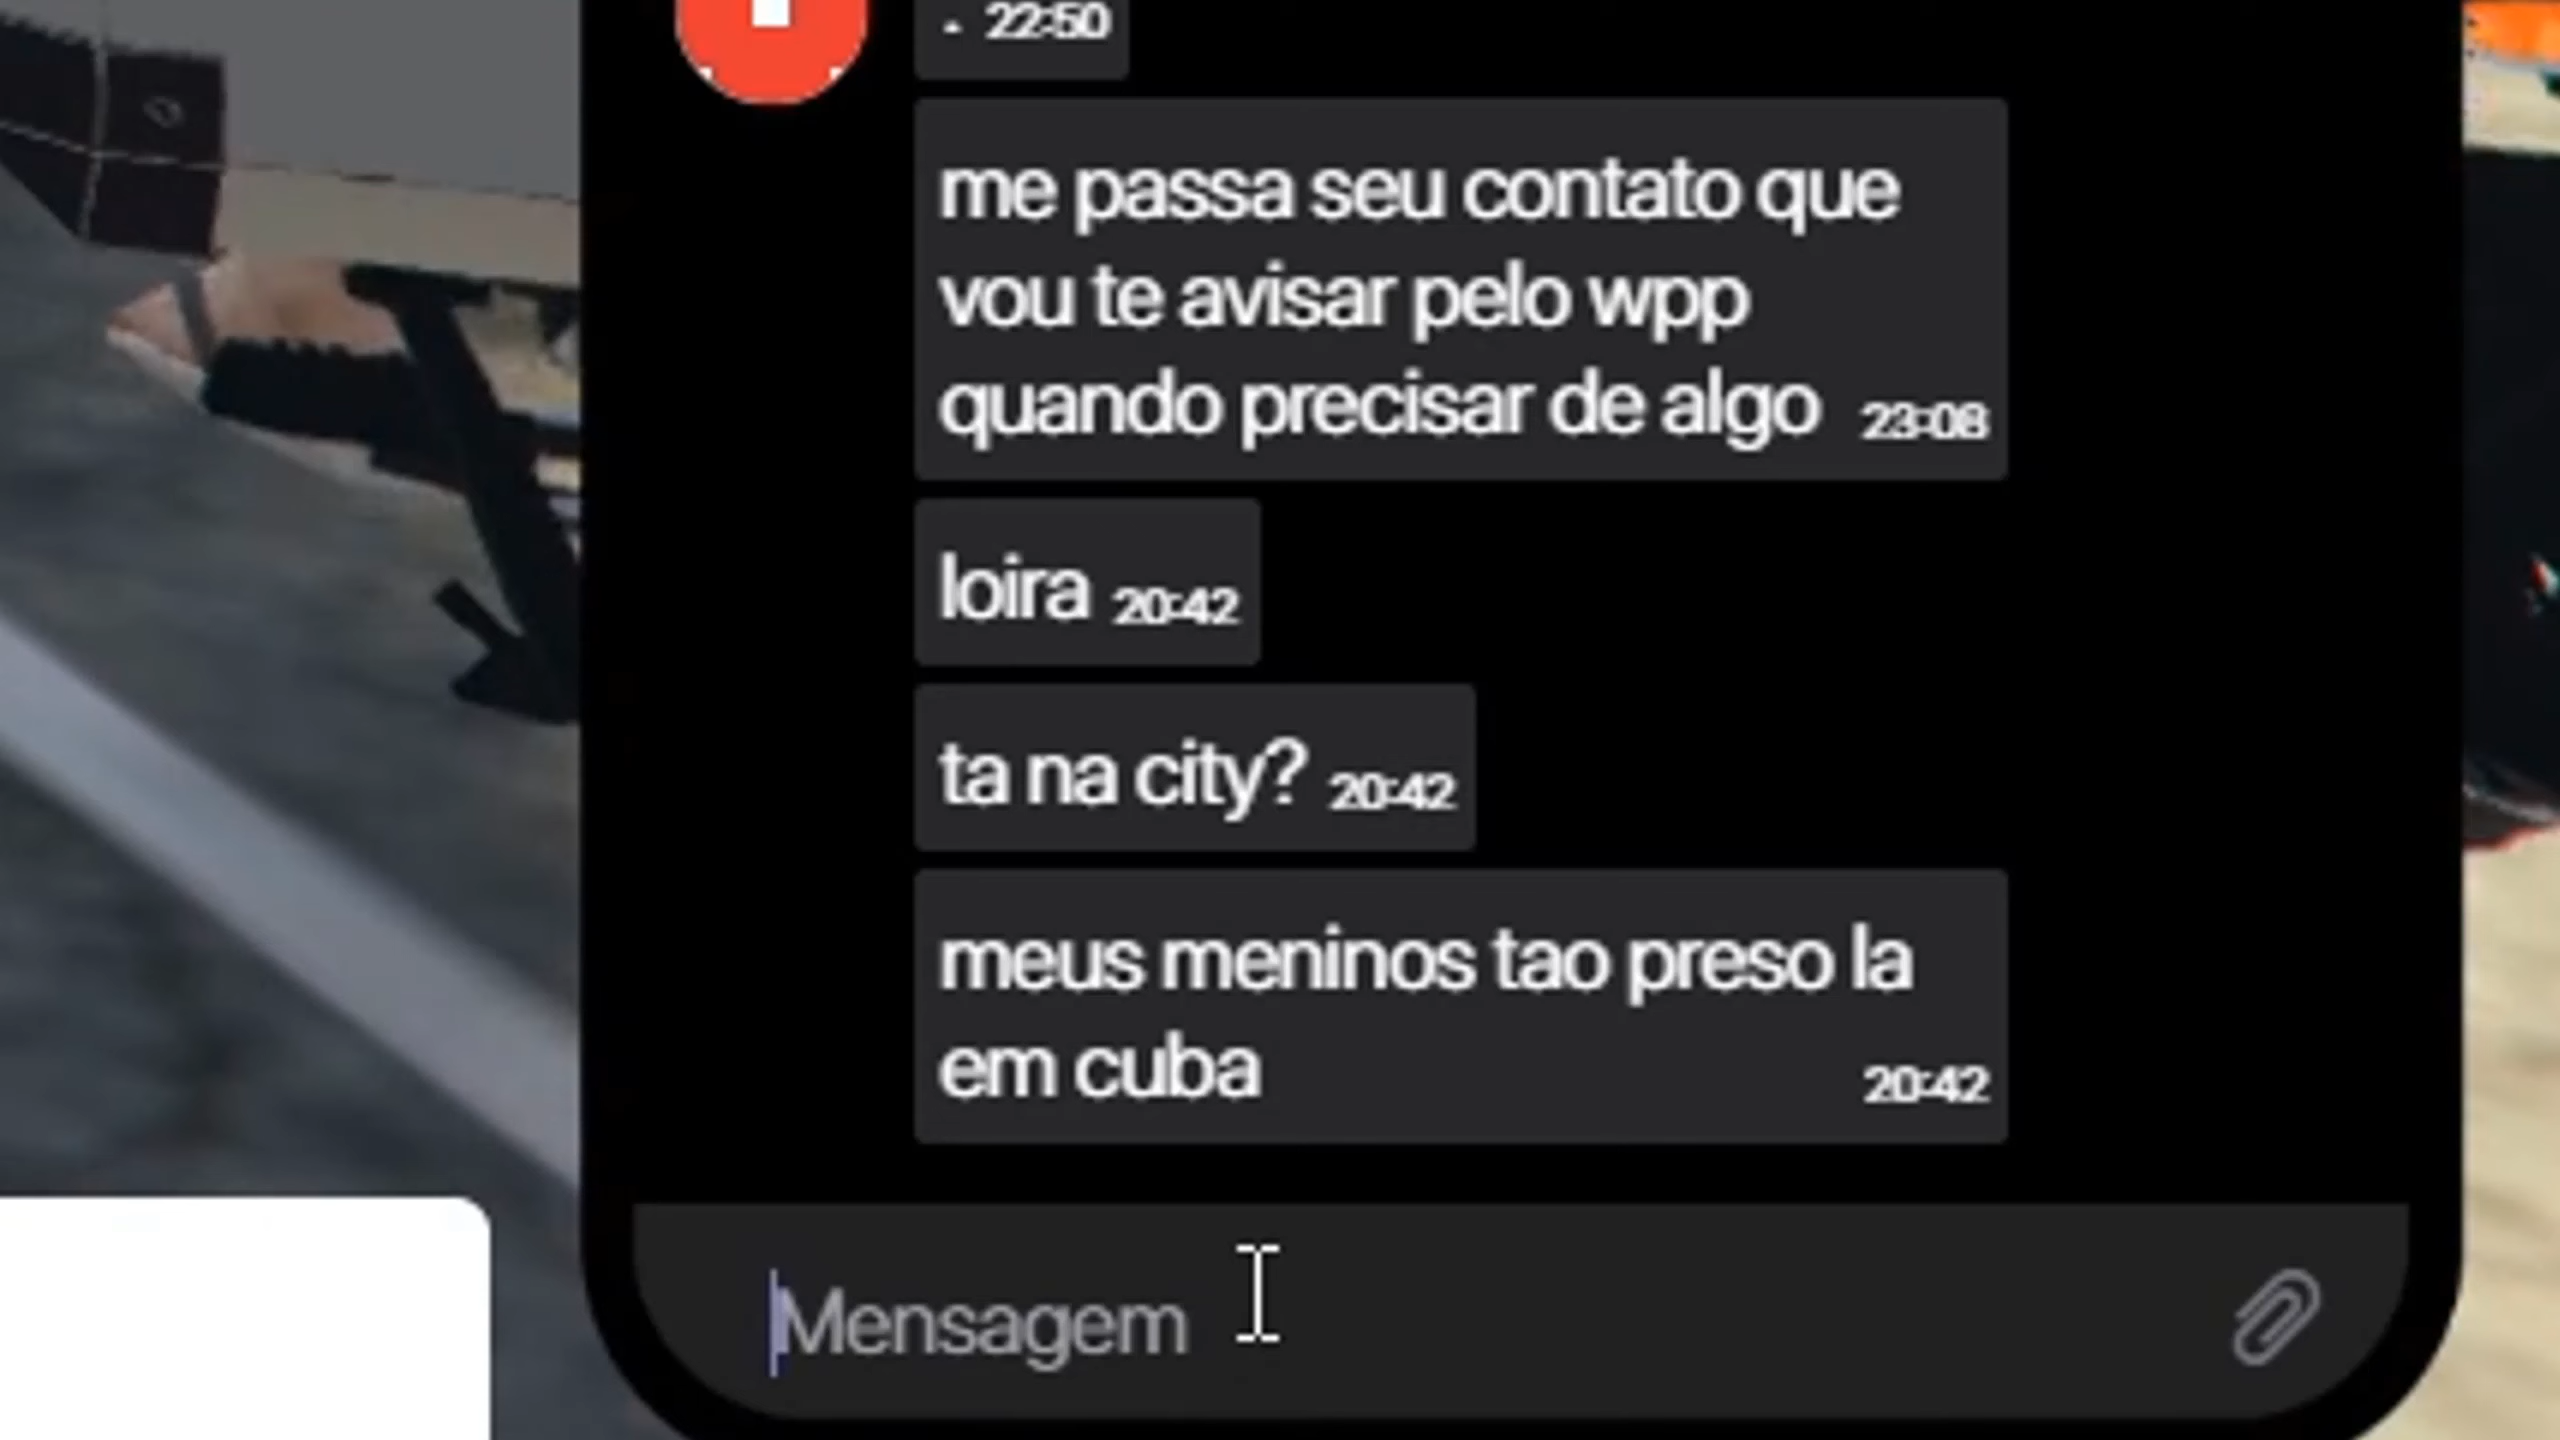 - 22:50
me passa seu contato que
vou te avisar pelo wpp
quando precisar de algo 23:08
loira 20:42
ta na city? 20:42
meus meninos tao preso la
em cuba 20:42
Mensagem